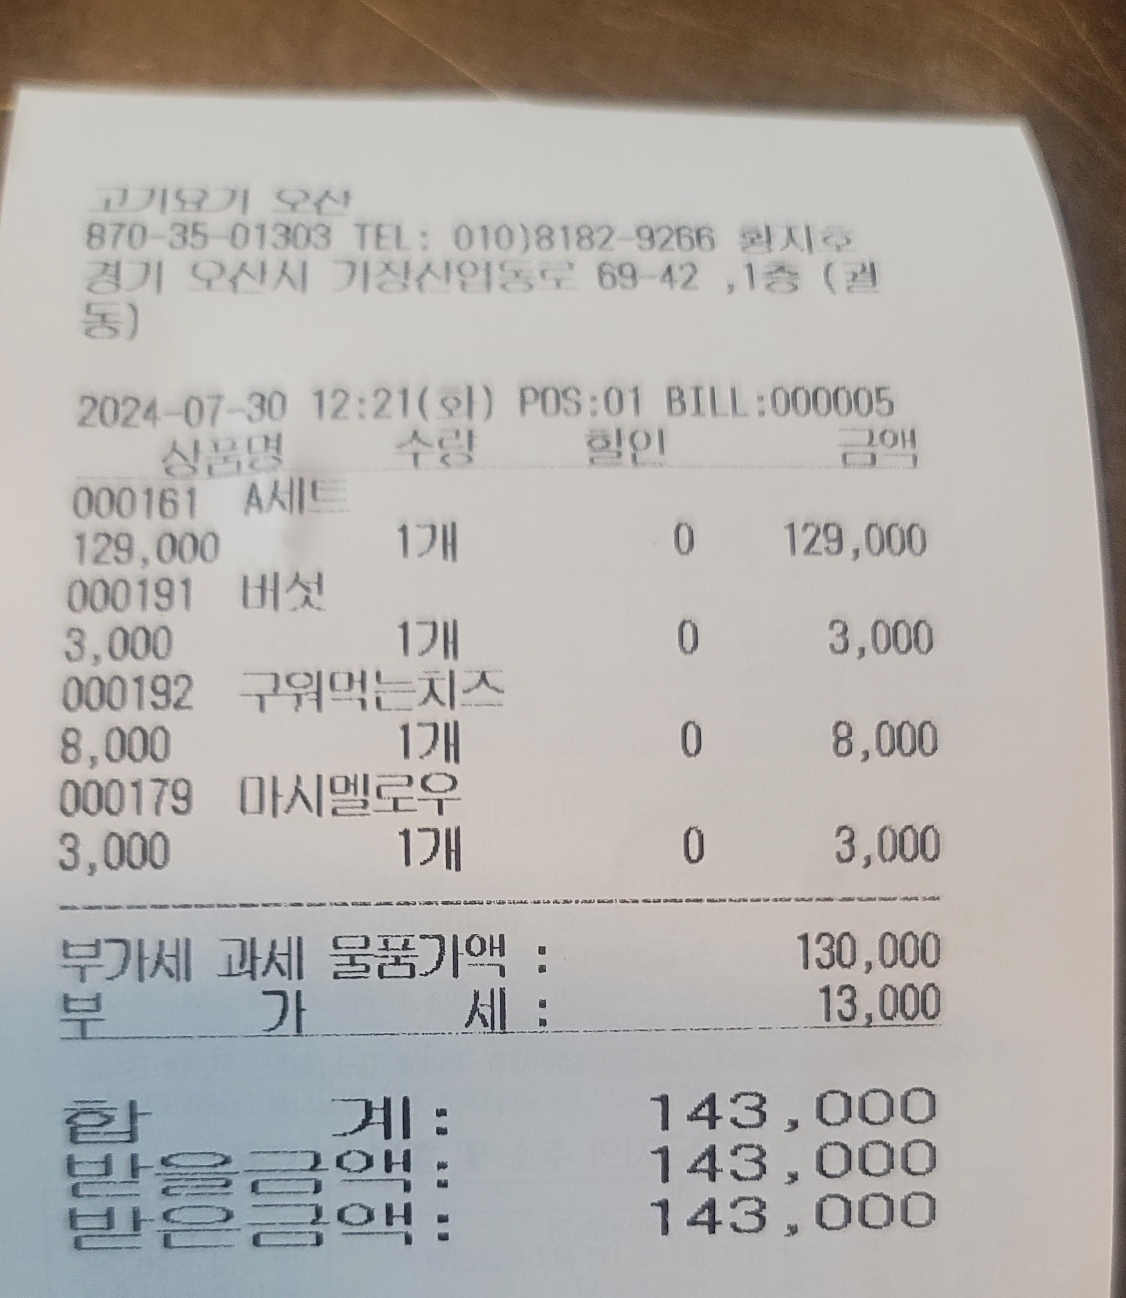 고기요기 오산
870-35-01303 TEL: 010)8182-9266
경기 오산시 가장산업동로 69-42 ,1층 (궐
동)
2024-07-30 12:21(화) POS:01 BILL:000005
상품명 수량 할인 금액
000161 A세트
129,000 1개 0 129,000
000191 버섯
3,000 1개 0 3,000
000192 구워먹는치즈
8,000 1개 0 8,000
000179 마시멜로우
3,000 1개 0 3,000
부가세 과세 물품가액 : 130,000
부 가 세 : 13,000
합 계: 143,000
받을금액: 143,000
받은금액: 143,000